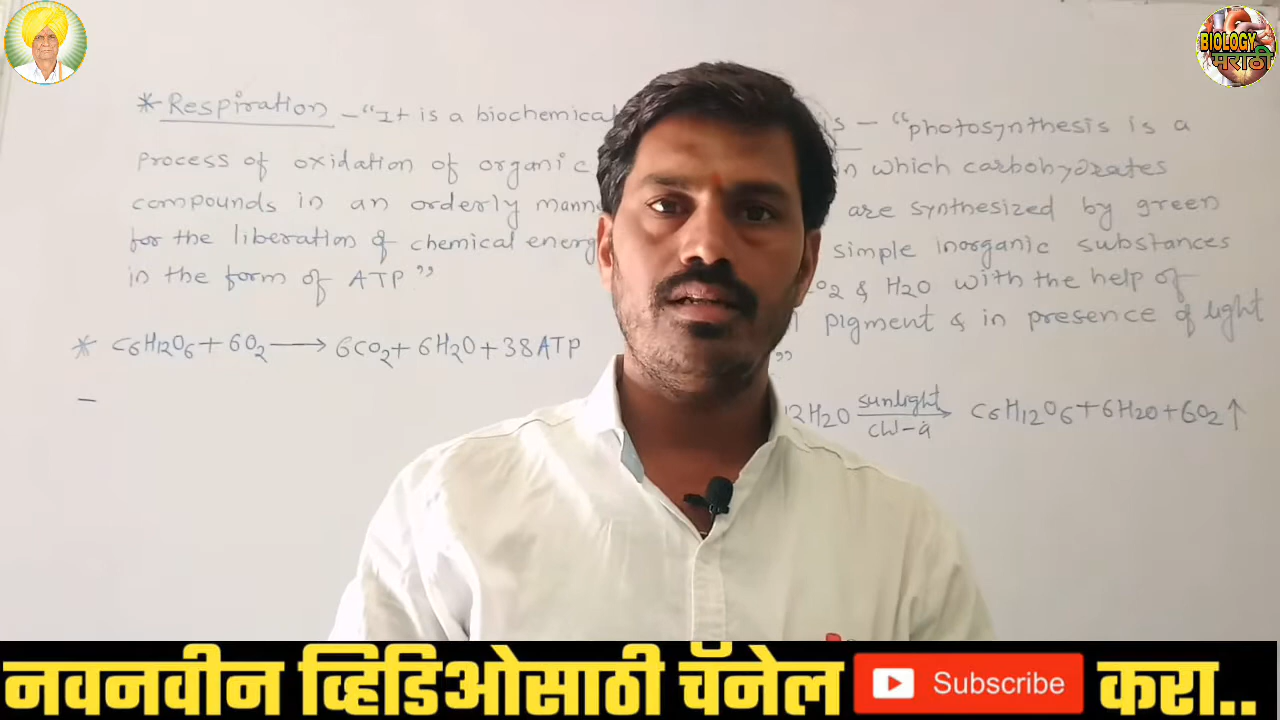 BIOLOGY
मराठी
* Respiration – "It is a biochemical
process of oxidation of organic c
compounds in an orderly manne
for the liberation of chemical energ
in the form of ATP"
* C6H12O6 + 6O2 → 6CO2 + 6H2O + 38ATP
–
is – "photosynthesis is a
in which carbohydrates
are synthesized by green
simple inorganic substances
O2 & H2O with the help of
pigment & in presence of light
"
12H2O sunlight → C6H12O6 + 6H2O + 6O2 ↑
chl-a
नवनवीन व्हिडिओसाठी चॅनेल Subscribe करा..